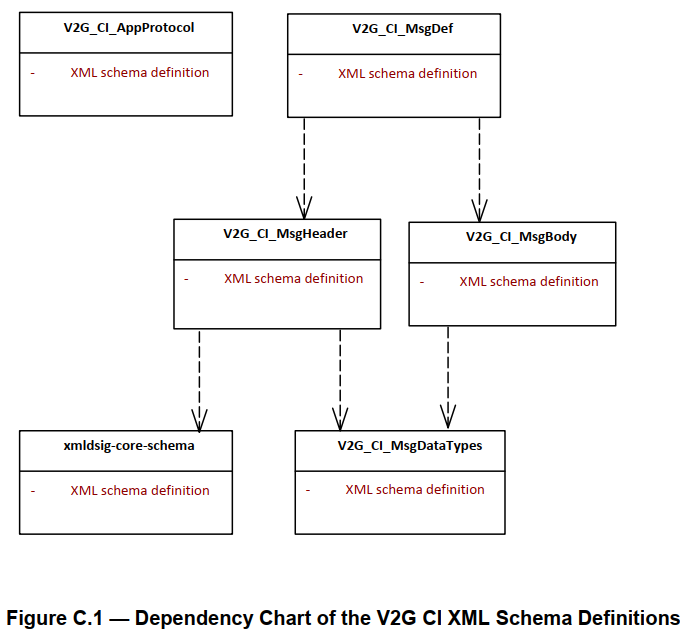 V2G_CI_AppProtocol
- XML schema definition
V2G_CI_MsgDef
- XML schema definition
V2G_CI_MsgHeader
- XML schema definition
V2G_CI_MsgBody
- XML schema definition
xmldsig-core-schema
- XML schema definition
V2G_CI_MsgDataTypes
- XML schema definition
Figure C.1 — Dependency Chart of the V2G CI XML Schema Definitions